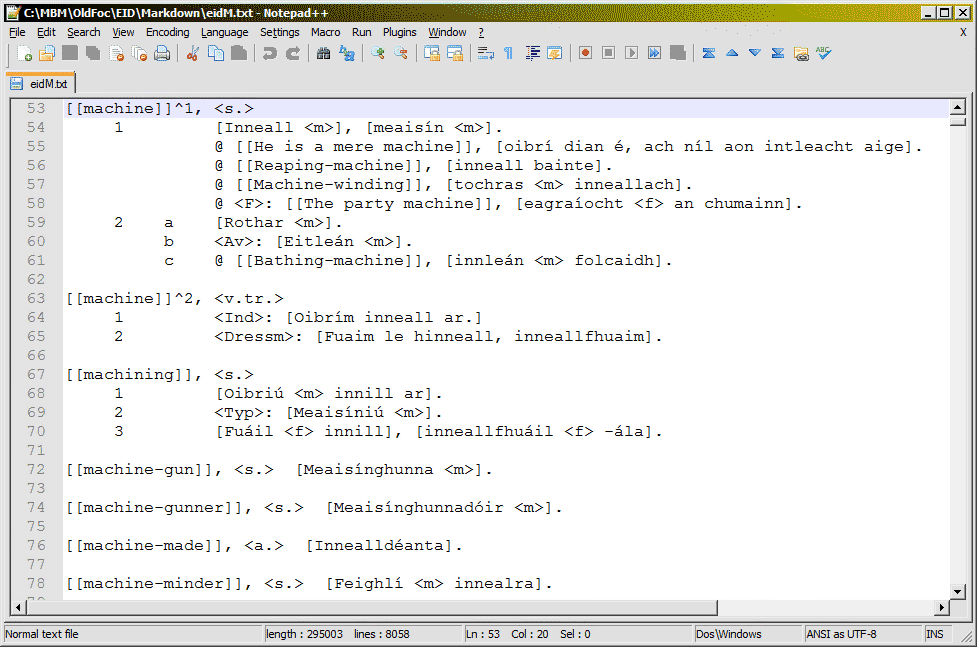 C:\MBM\OldFoc\EID\Markdown\eidM.txt - Notepad++
File Edit Search View Encoding Language Settings Macro Run Plugins Window ? X
eidM.txt
53 [[machine]]^1, <s.>
54 1 [Inneall <m>], [meaisín <m>].
55 @ [[He is a mere machine]], [oibrí dian é, ach níl aon intleacht aige].
56 @ [[Reaping-machine]], [inneall bainte].
57 @ [[Machine-winding]], [tochras <m> inneallach].
58 @ <F>: [[The party machine]], [eagraíocht <f> an chumainn].
59 2 a [Rothar <m>].
60 b <Av>: [Eitleán <m>].
61 c @ [[Bathing-machine]], [innleán <m> folcaidh].
62
63 [[machine]]^2, <v.tr.>
64 1 <Ind>: [Oibrím inneall ar.]
65 2 <Dressm>: [Fuaim le hinneall, inneallfhuaim].
66
67 [[machining]], <s.>
68 1 [Oibriú <m> innill ar].
69 2 <Typ>: [Meaisíniú <m>].
70 3 [Fuáil <f> innill], [inneallfhuáil <f> -ála].
71
72 [[machine-gun]], <s.> [Meaisínghunna <m>].
73
74 [[machine-gunner]], <s.> [Meaisínghunnadóir <m>].
75
76 [[machine-made]], <a.> [Innealldéanta].
77
78 [[machine-minder]], <s.> [Feighlí <m> innealra].
Normal text file length : 295003 lines : 8058 Ln : 53 Col : 20 Sel : 0 Dos\Windows ANSI as UTF-8 INS